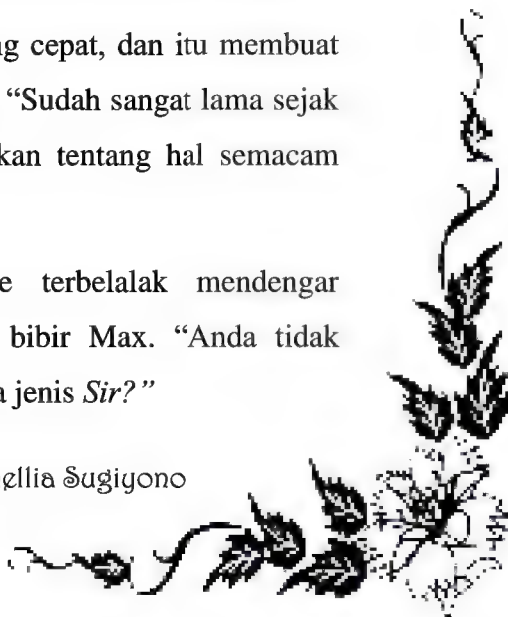 g cepat, dan itu membuat
“Sudah sangat lama sejak
kan tentang hal semacam
e terbelalak mendengar
bibir Max. “Anda tidak
a jenis Sir?”
ellia Sugiyono